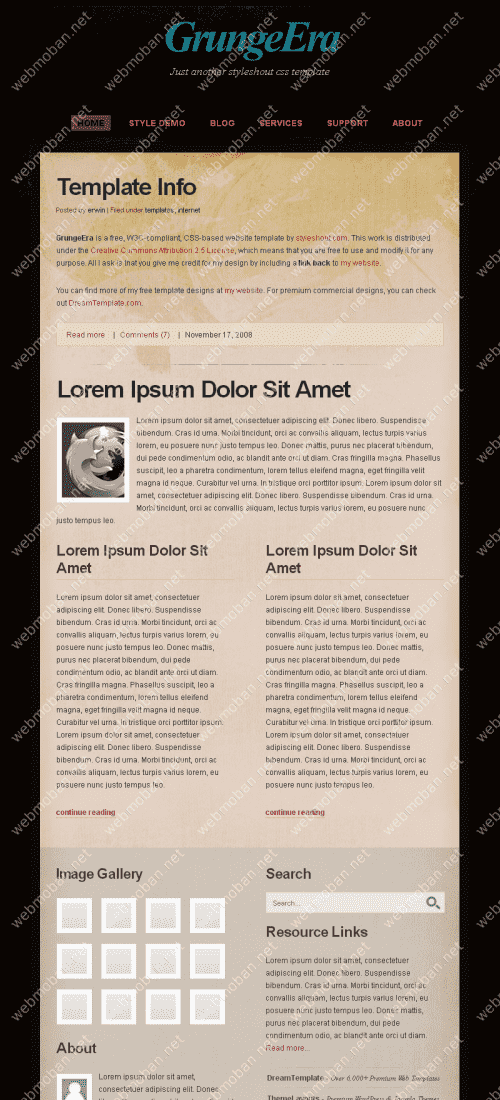 GrungeEra
Just another styleshout css template
HOME STYLE DEMO BLOG SERVICES SUPPORT ABOUT
Template Info
Posted by erwin | Filed under templates, internet
GrungeEra is a free, W3C-compliant, CSS-based website template by styleshout.com. This work is distributed
under the Creative Commons Attribution 2.5 License, which means that you are free to use and modify it for any
purpose. All I ask is that you give me credit for my design by including a link back to my website.
You can find more of my free template designs at my website. For premium commercial designs, you can check
out DreamTemplate.com.
Read more | Comments (7) | November 17, 2008
Lorem Ipsum Dolor Sit Amet
Lorem ipsum dolor sit amet, consectetuer adipiscing elit. Donec libero. Suspendisse
bibendum. Cras id urna. Morbi tincidunt, orci ac convallis aliquam, lectus turpis varius
lorem, eu posuere nunc justo tempus leo. Donec mattis, purus nec placerat bibendum,
dui pede condimentum odio, ac blandit ante orci ut diam. Cras fringilla magna. Phasellus
suscipit, leo a pharetra condimentum, lorem tellus eleifend magna, eget fringilla velit
magna id neque. Curabitur vel urna. In tristique orci porttitor ipsum. Lorem ipsum dolor sit
amet, consectetuer adipiscing elit. Donec libero. Suspendisse bibendum. Cras id urna.
Morbi tincidunt, orci ac convallis aliquam, lectus turpis varius lorem, eu posuere nunc
justo tempus leo.
Lorem Ipsum Dolor Sit
Amet
Lorem ipsum dolor sit amet, consectetuer
adipiscing elit. Donec libero. Suspendisse
bibendum. Cras id urna. Morbi tincidunt, orci ac
convallis aliquam, lectus turpis varius lorem, eu
posuere nunc justo tempus leo. Donec mattis,
purus nec placerat bibendum, dui pede
condimentum odio, ac blandit ante orci ut diam.
Cras fringilla magna. Phasellus suscipit, leo a
pharetra condimentum, lorem tellus eleifend
magna, eget fringilla velit magna id neque.
Curabitur vel urna. In tristique orci porttitor ipsum.
Lorem ipsum dolor sit amet, consectetuer
adipiscing elit. Donec libero. Suspendisse
bibendum. Cras id urna. Morbi tincidunt, orci ac
convallis aliquam, lectus turpis varius lorem, eu
posuere nunc justo tempus leo.
continue reading
Lorem Ipsum Dolor Sit
Amet
Lorem ipsum dolor sit amet, consectetuer
adipiscing elit. Donec libero. Suspendisse
bibendum. Cras id urna. Morbi tincidunt, orci ac
convallis aliquam, lectus turpis varius lorem, eu
posuere nunc justo tempus leo. Donec mattis,
purus nec placerat bibendum, dui pede
condimentum odio, ac blandit ante orci ut diam.
Cras fringilla magna. Phasellus suscipit, leo a
pharetra condimentum, lorem tellus eleifend
magna, eget fringilla velit magna id neque.
Curabitur vel urna. In tristique orci porttitor ipsum.
Lorem ipsum dolor sit amet, consectetuer
adipiscing elit. Donec libero. Suspendisse
bibendum. Cras id urna. Morbi tincidunt, orci ac
convallis aliquam, lectus turpis varius lorem, eu
posuere nunc justo tempus leo.
continue reading
Image Gallery
About
Lorem ipsum dolor sit amet,
consectetuer adipiscing elit. Donec
Search
Search...
Resource Links
Lorem ipsum dolor sit amet, consectetuer
adipiscing elit. Donec libero. Suspendisse
bibendum. Cras id urna. Morbi tincidunt, orci ac
convallis aliquam, lectus turpis varius lorem, eu
posuere nunc justo tempus leo. Donec mattis,
purus nec placerat bibendum, dui pede
condimentum odio, ac blandit ante orci ut diam.
Read more...
DreamTemplate - Over 6,000+ Premium Web Templates
ThemeLayouts - Premium WordPress & Joomla Themes
webmoban.net